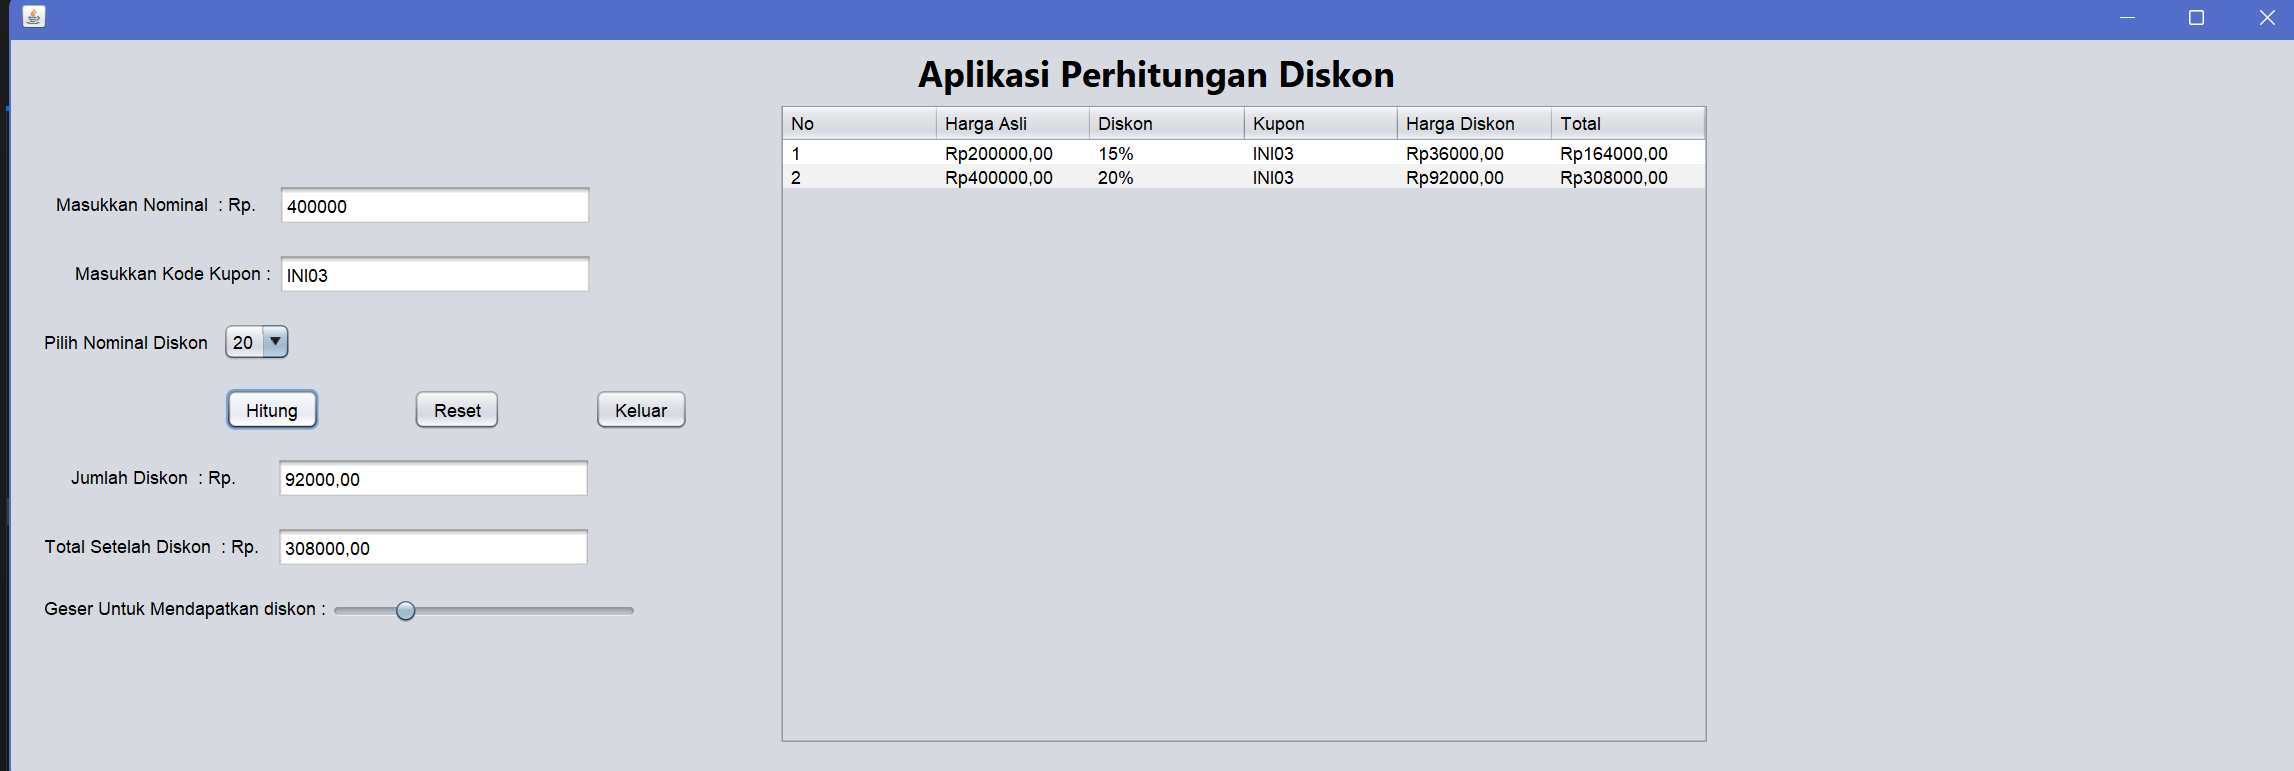 Aplikasi Perhitungan Diskon
Masukkan Nominal : Rp. 400000
Masukkan Kode Kupon : INI03
Pilih Nominal Diskon 20
Hitung Reset Keluar
Jumlah Diskon : Rp. 92000,00
Total Setelah Diskon : Rp. 308000,00
Geser Untuk Mendapatkan diskon :
No Harga Asli Diskon Kupon Harga Diskon Total
1 Rp200000,00 15% INI03 Rp36000,00 Rp164000,00
2 Rp400000,00 20% INI03 Rp92000,00 Rp308000,00